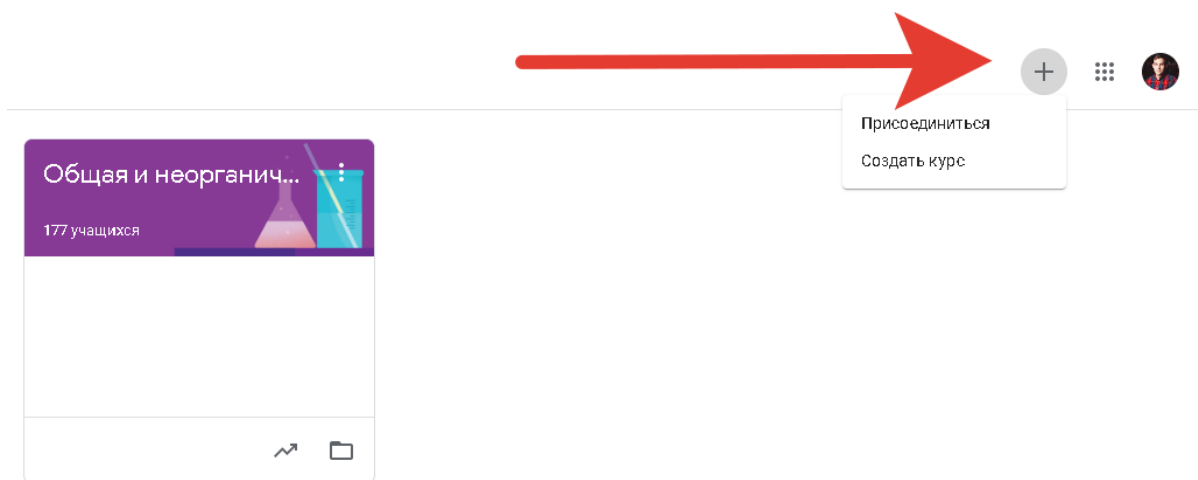 Присоединиться
Создать курс
Общая и неорганич...
177 учащихся